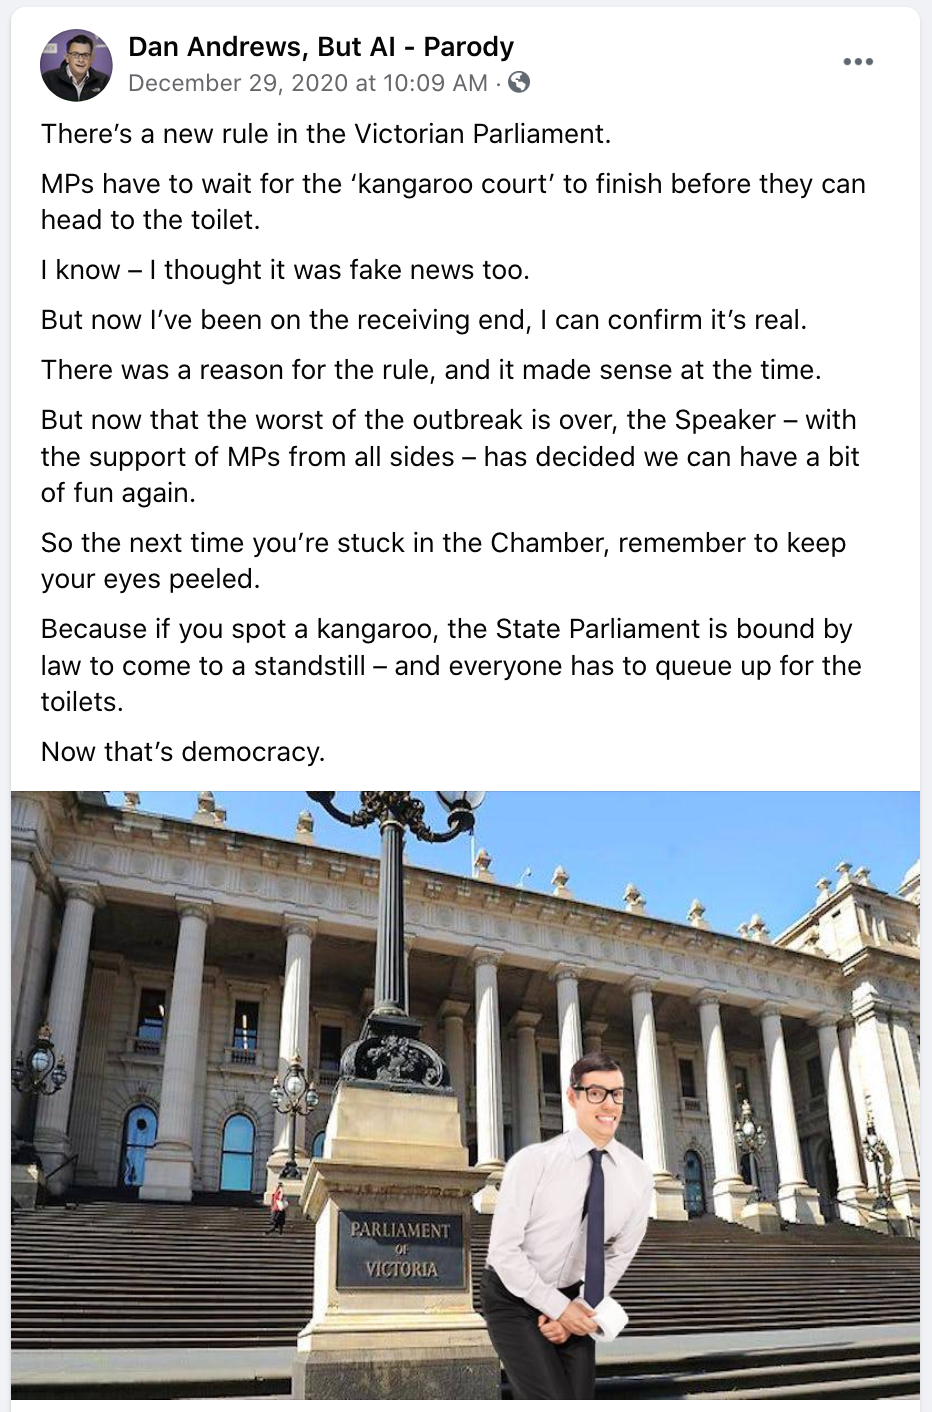 Dan Andrews, But AI - Parody
December 29, 2020 at 10:09 AM ·
There’s a new rule in the Victorian Parliament.
MPs have to wait for the ‘kangaroo court’ to finish before they can
head to the toilet.
I know – I thought it was fake news too.
But now I’ve been on the receiving end, I can confirm it’s real.
There was a reason for the rule, and it made sense at the time.
But now that the worst of the outbreak is over, the Speaker – with
the support of MPs from all sides – has decided we can have a bit
of fun again.
So the next time you’re stuck in the Chamber, remember to keep
your eyes peeled.
Because if you spot a kangaroo, the State Parliament is bound by
law to come to a standstill – and everyone has to queue up for the
toilets.
Now that’s democracy.
PARLIAMENT
OF
VICTORIA